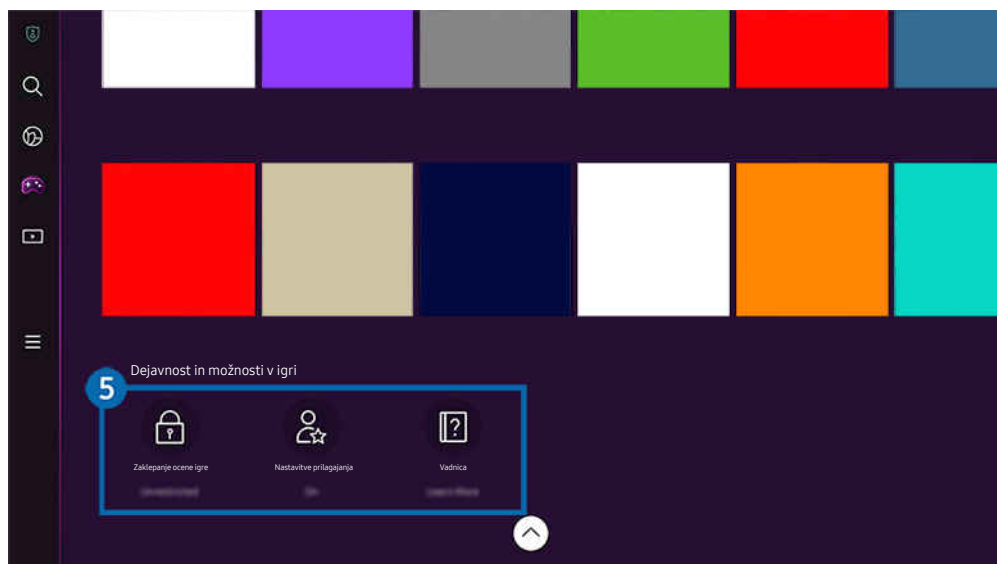 Dejavnost in možnosti v igri
5
Zaklepanje ocene igre
Nastavitve prilagajanja
Vadnica